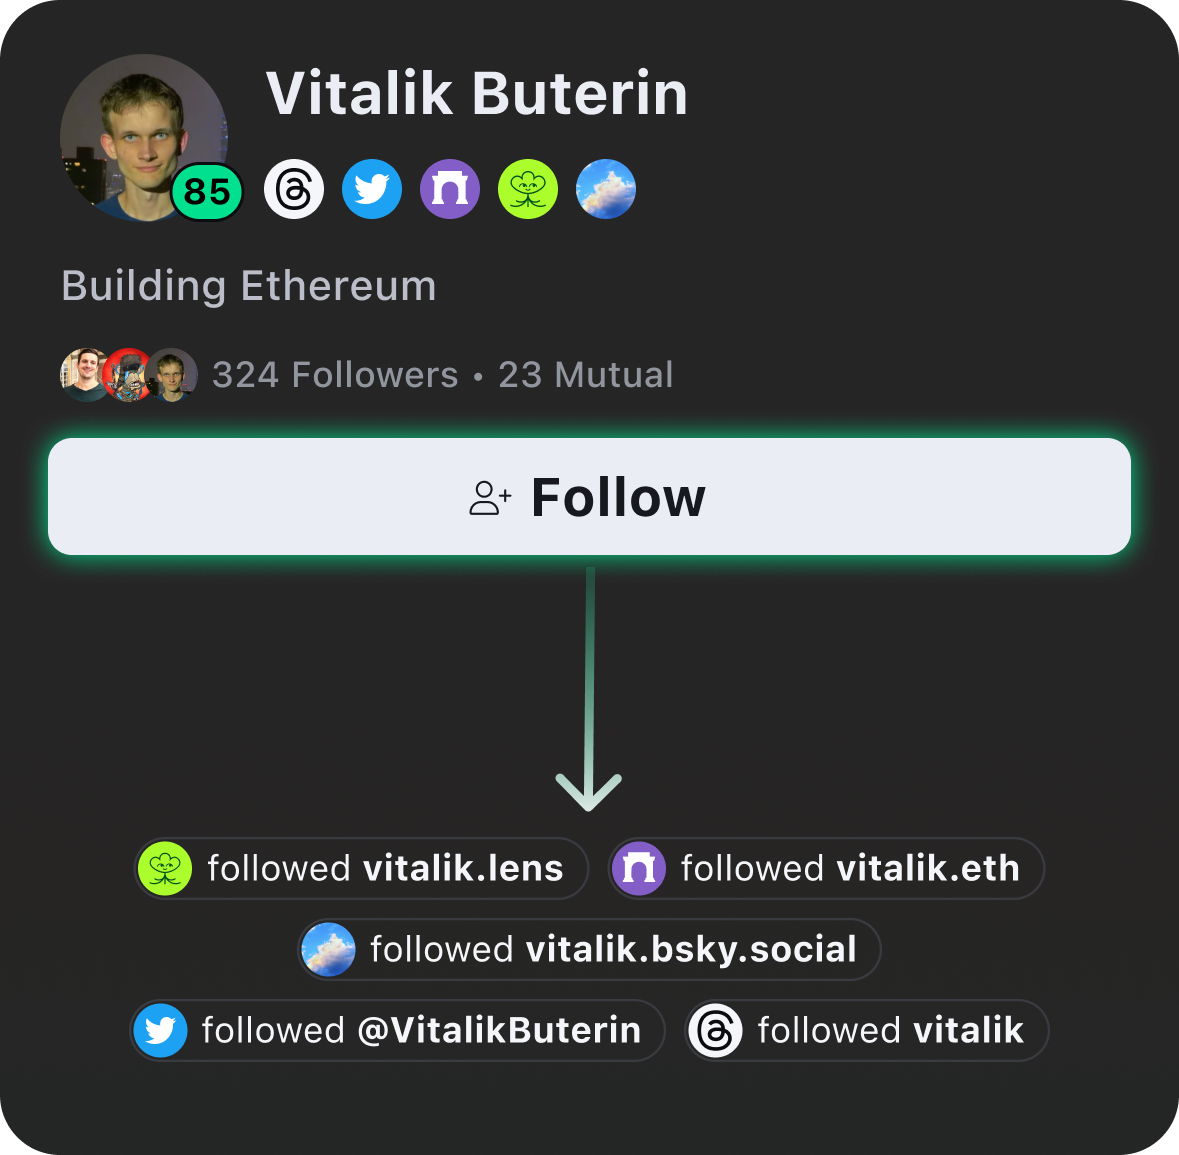 Vitalik Buterin
85
Building Ethereum
324 Followers • 23 Mutual
Follow
followed vitalik.lens
followed vitalik.eth
followed vitalik.bsky.social
followed @VitalikButerin
followed vitalik